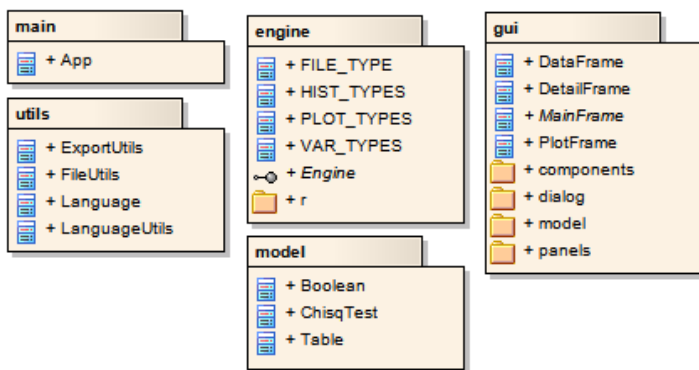 main
+ App
utils
+ ExportUtils
+ FileUtils
+ Language
+ LanguageUtils
engine
+ FILE_TYPE
+ HIST_TYPES
+ PLOT_TYPES
+ VAR_TYPES
+ Engine
+ r
model
+ Boolean
+ ChisqTest
+ Table
gui
+ DataFrame
+ DetailFrame
+ MainFrame
+ PlotFrame
+ components
+ dialog
+ model
+ panels